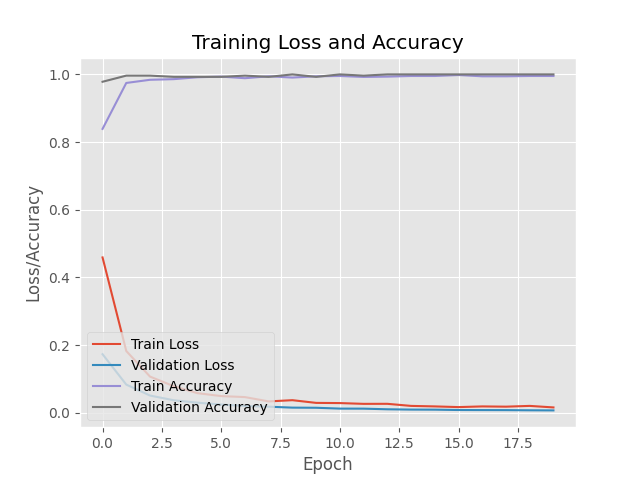 Training Loss and Accuracy
1.0
0.8
0.6
0.4
0.2
0.0
Loss/Accuracy
Train Loss
Validation Loss
Train Accuracy
Validation Accuracy
0.0 2.5 5.0 7.5 10.0 12.5 15.0 17.5
Epoch